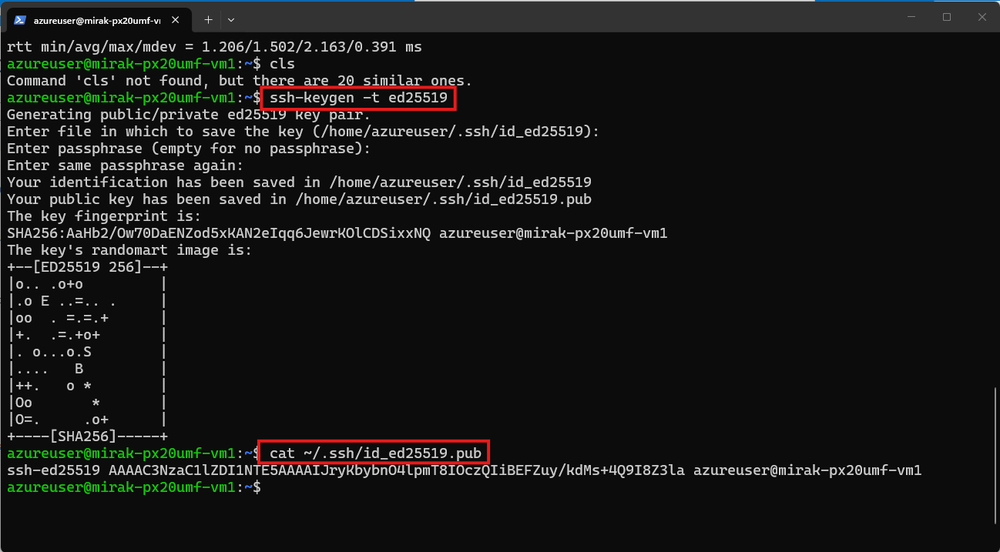 azureuser@mirak-px20umf-vr
rtt min/avg/max/mdev = 1.206/1.502/2.163/0.391 ms
azureuser@mirak-px20umf-vm1:~$ cls
Command 'cls' not found, but there are 20 similar ones.
azureuser@mirak-px20umf-vm1:~$ ssh-keygen -t ed25519
Generating public/private ed25519 key pair.
Enter file in which to save the key (/home/azureuser/.ssh/id_ed25519):
Enter passphrase (empty for no passphrase):
Enter same passphrase again:
Your identification has been saved in /home/azureuser/.ssh/id_ed25519
Your public key has been saved in /home/azureuser/.ssh/id_ed25519.pub
The key fingerprint is:
SHA256:AaHb2/Ow70DaENZod5xKAN2eIqq6JewrKOlCDSixxNQ azureuser@mirak-px20umf-vm1
The key's randomart image is:
+--[ED25519 256]--+
|o.. .o+o         |
|.o E ..=.. .     |
|oo  . =.=.+      |
|+.  .=.+o+       |
|. o...o.S        |
|....   B         |
|++.   o *        |
|Oo       *       |
|O=.     .o+      |
+----[SHA256]-----+
azureuser@mirak-px20umf-vm1:~$ cat ~/.ssh/id_ed25519.pub
ssh-ed25519 AAAAC3NzaC1lZDI1NTE5AAAAIJryKbybnO4lpmT8IOczQIiBEFZuy/kdMs+4Q9I8Z3la azureuser@mirak-px20umf-vm1
azureuser@mirak-px20umf-vm1:~$